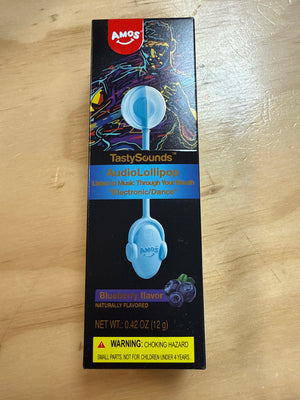 AMOS
TastySounds™
AudioLollipop
Listen to Music Through Your Mouth
Electronic/Dance
AMOS
Blueberry flavor
NATURALLY FLAVORED
NET WT.: 0.42 OZ (12 g)
WARNING: CHOKING HAZARD
SMALL PARTS. NOT FOR CHILDREN UNDER 4 YEARS.